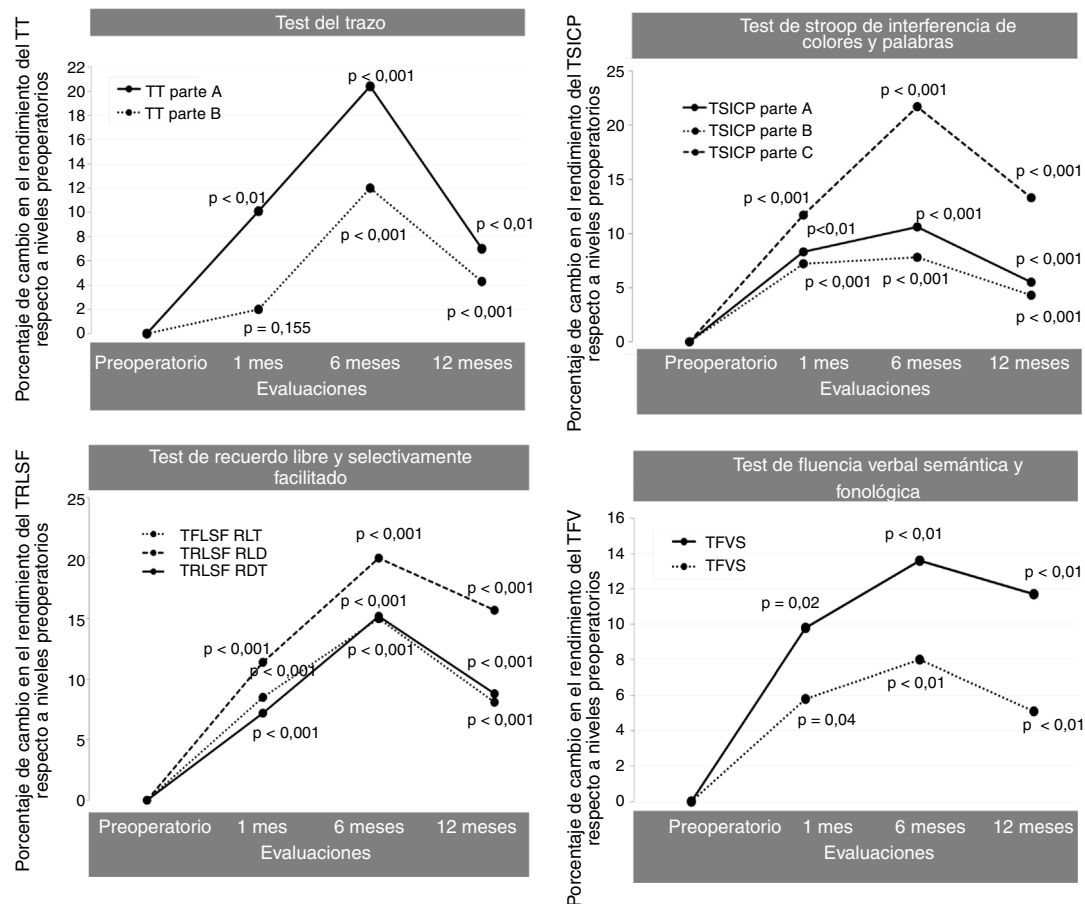 Test del trazo
Porcentaje de cambio en el rendimiento del TT
respecto a niveles preoperatorios
22
20
18
16
14
12
10
8
6
4
2
0
TT parte A
TT parte B
p < 0,001
p < 0,01
p < 0,001
p < 0,01
p = 0,155
p < 0,001
Preoperatorio 1 mes 6 meses 12 meses
Evaluaciones
Test de stroop de interferencia de
colores y palabras
Porcentaje de cambio en el rendimiento del TSICP
respecto a niveles preoperatorios
25
20
15
10
5
0
TSICP parte A
TSICP parte B
TSICP parte C
p < 0,001
p < 0,001
p < 0,001
p<0,01
p < 0,001
p < 0,001
p < 0,001
p < 0,001
p < 0,001
Preoperatorio 1 mes 6 meses 12 meses
Evaluaciones
Test de recuerdo libre y selectivamente
facilitado
Porcentaje de cambio en el rendimiento del TRLSF
respecto a niveles preoperatorios
25
20
15
10
5
0
TFLSF RLT
TRLSF RLD
TRLSF RDT
p < 0,001
p < 0,001
p < 0,001
p < 0,001
p < 0,001
p < 0,001
p < 0,001
p < 0,001
p < 0,001
Preoperatorio 1 mes 6 meses 12 meses
Evaluaciones
Test de fluencia verbal semántica y
fonológica
Porcentaje de cambio en el rendimiento del TFV
respecto a niveles preoperatorios
16
14
12
10
8
6
4
2
0
TFVS
TFVS
p < 0,01
p = 0,02
p < 0,01
p < 0,01
p = 0,04
p < 0,01
Preoperatorio 1 mes 6 meses 12 meses
Evaluaciones